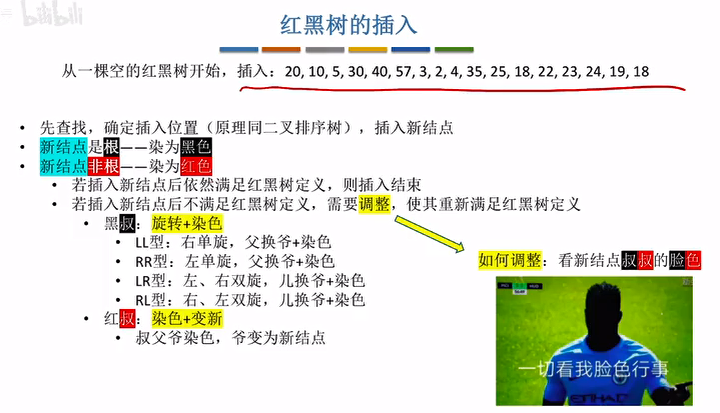 bilibili
红黑树的插入
从一棵空的红黑树开始，插入：20, 10, 5, 30, 40, 57, 3, 2, 4, 35, 25, 18, 22, 23, 24, 19, 18
• 先查找，确定插入位置（原理同二叉排序树），插入新结点
• 新结点是根——染为黑色
• 新结点非根——染为红色
• 若插入新结点后依然满足红黑树定义，则插入结束
• 若插入新结点后不满足红黑树定义，需要调整，使其重新满足红黑树定义
• 黑叔：旋转+染色
• LL型：右单旋，父换爷+染色
• RR型：左单旋，父换爷+染色
• LR型：左、右双旋，儿换爷+染色
• RL型：右、左双旋，儿换爷+染色
• 红叔：染色+变新
• 叔父爷染色，爷变为新结点
如何调整：看新结点叔叔的脸色
一切看我脸色行事
ETIHAD